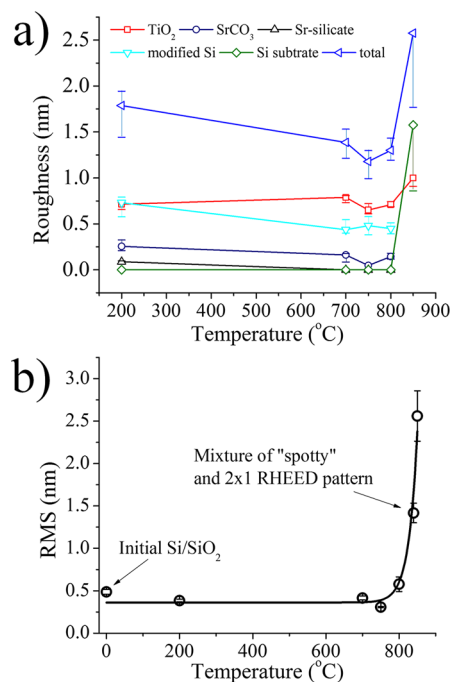 a)
TiO2 SrCO3 Sr-silicate
modified Si Si subtrate total
2.5
2.0
1.5
1.0
0.5
0.0
Roughness (nm)
200 300 400 500 600 700 800 900
Temperature (°C)
b)
3.0
2.5
2.0
1.5
1.0
0.5
0.0
RMS (nm)
Mixture of "spotty"
and 2x1 RHEED pattern
Initial Si/SiO2
0 200 400 600 800
Temperature (°C)